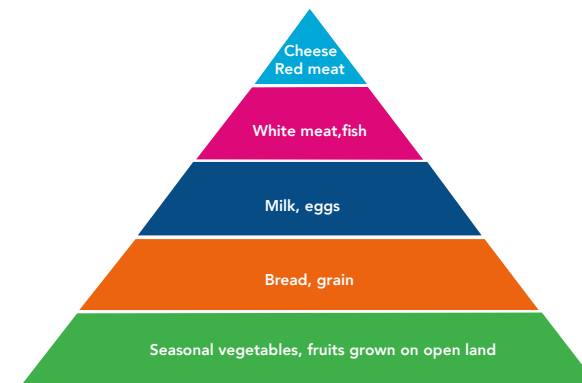 Cheese
Red meat
White meat,fish
Milk, eggs
Bread, grain
Seasonal vegetables, fruits grown on open land